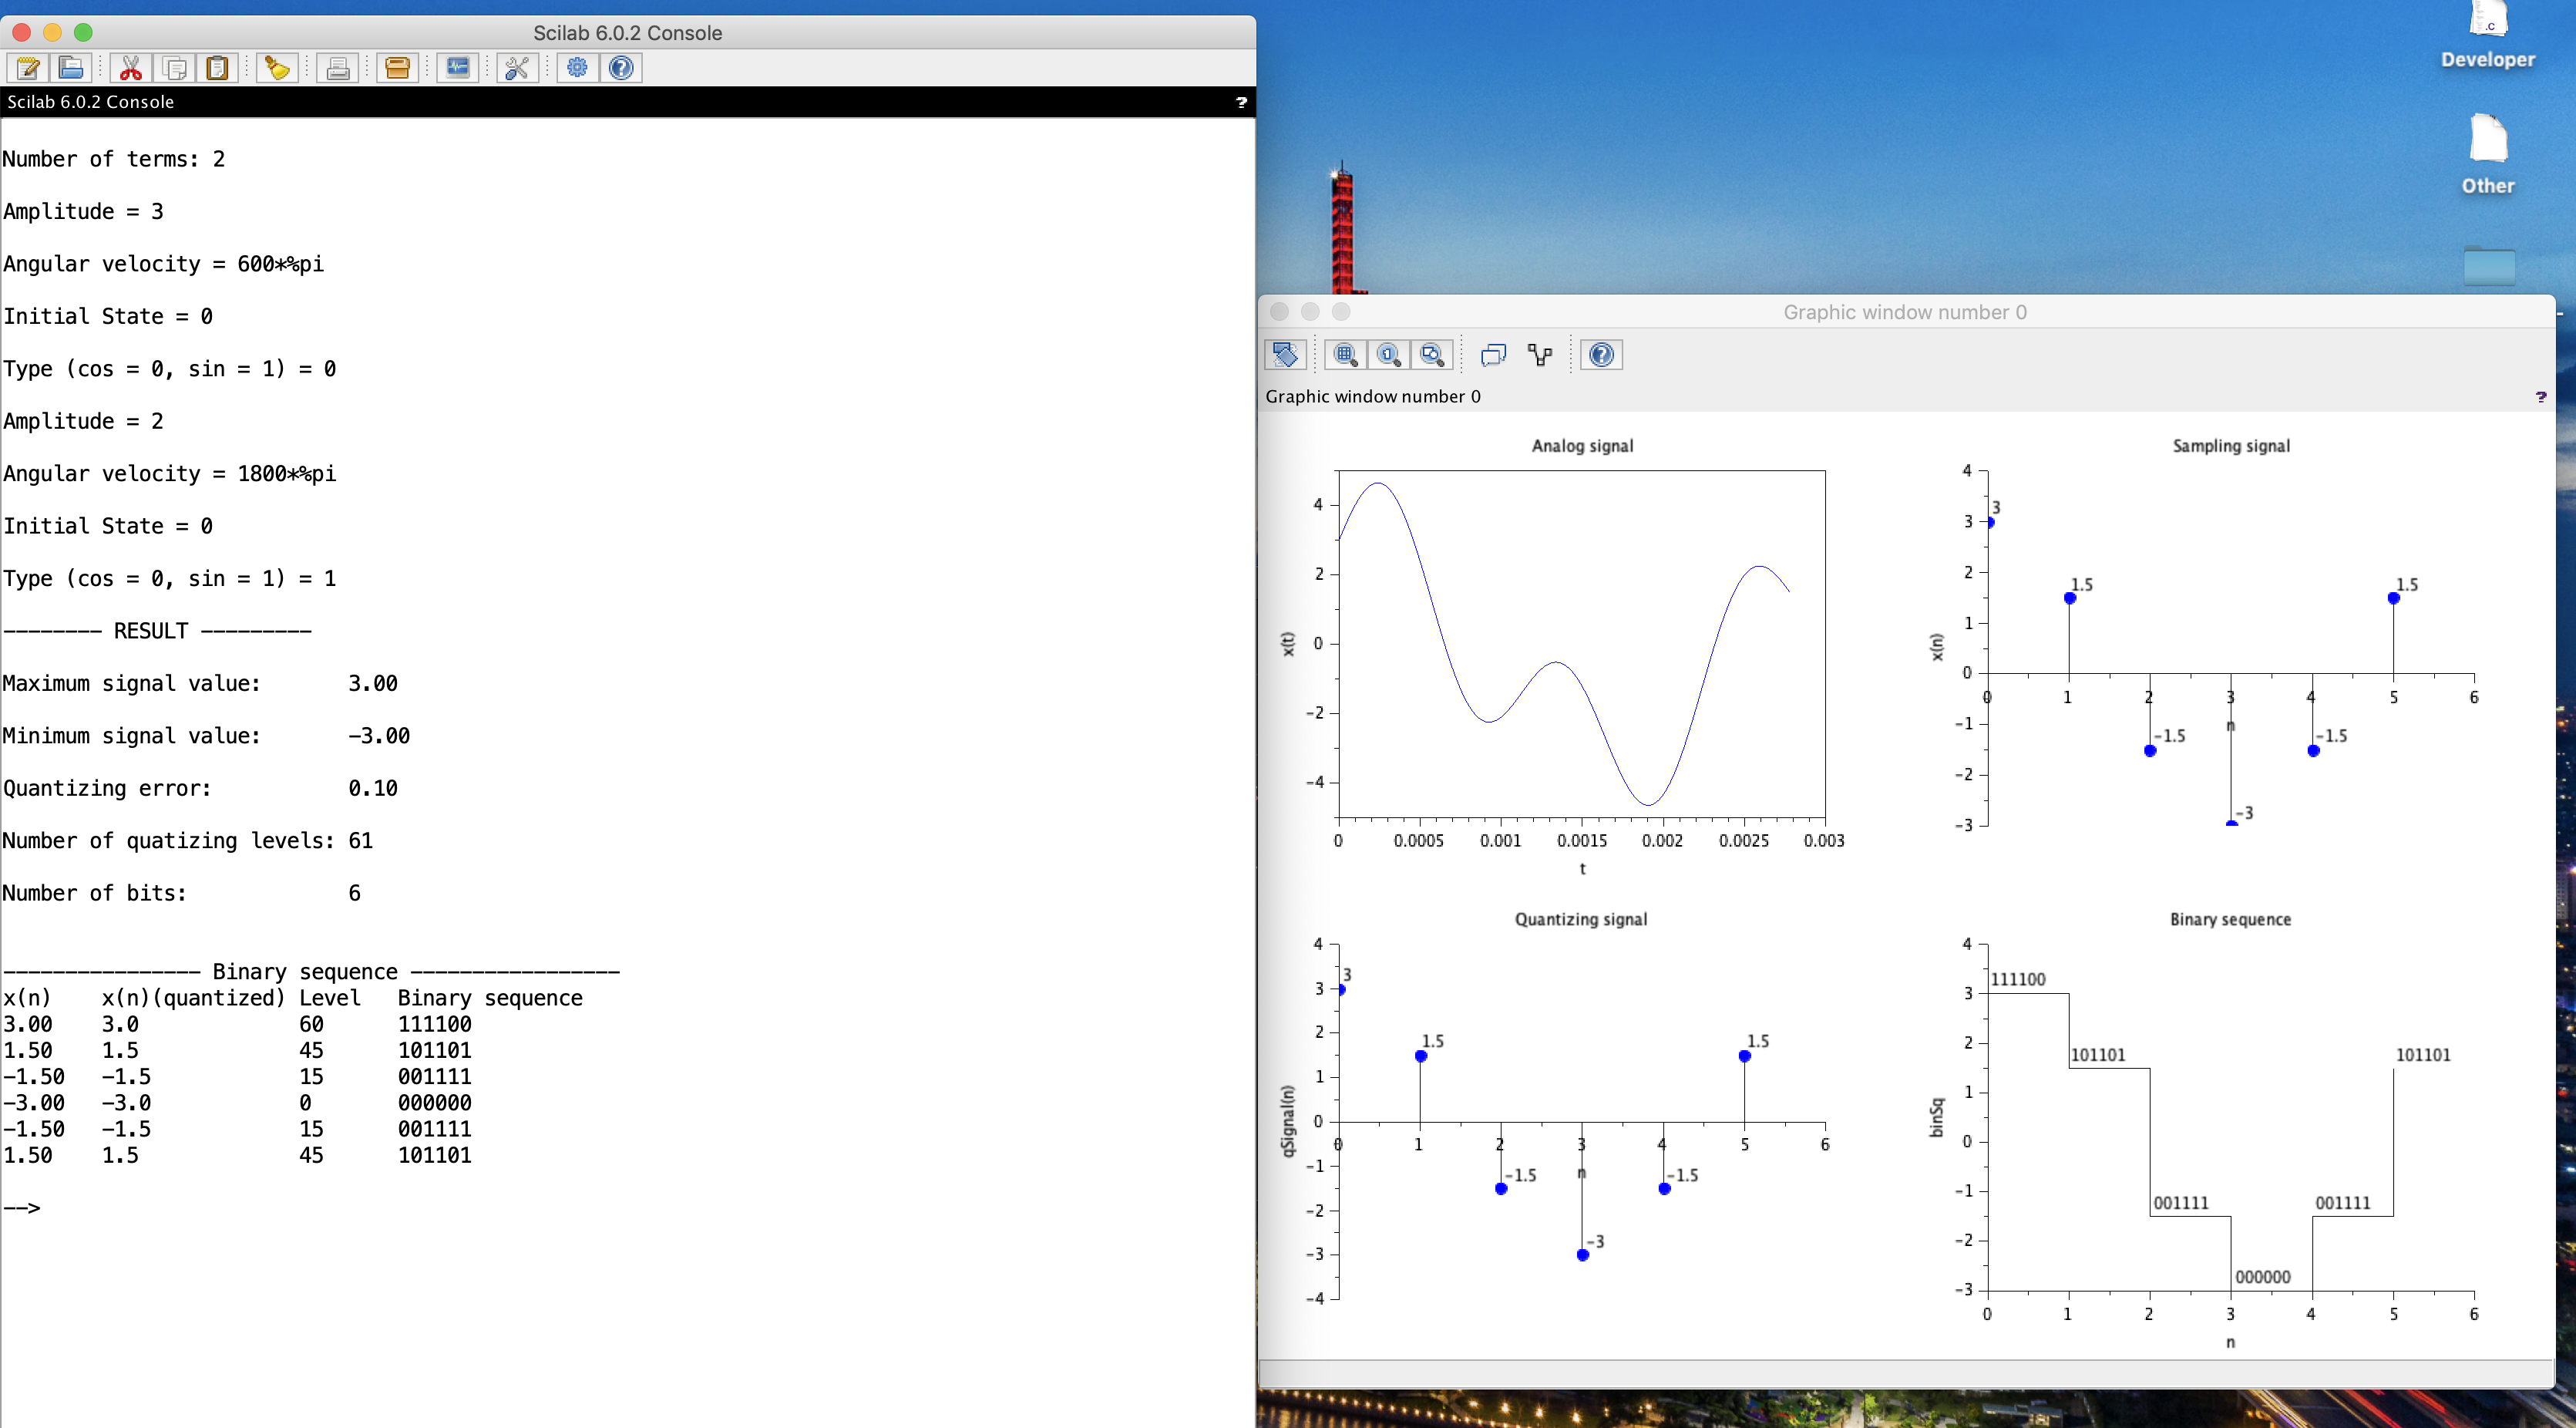 Scilab 6.0.2 Console
Scilab 6.0.2 Console ?
Number of terms: 2
Amplitude = 3
Angular velocity = 600*%pi
Initial State = 0
Type (cos = 0, sin = 1) = 0
Amplitude = 2
Angular velocity = 1800*%pi
Initial State = 0
Type (cos = 0, sin = 1) = 1
-------- RESULT ---------
Maximum signal value: 3.00
Minimum signal value: -3.00
Quantizing error: 0.10
Number of quatizing levels: 61
Number of bits: 6
---------------- Binary sequence -----------------
x(n) x(n)(quantized) Level Binary sequence
3.00 3.0 60 111100
1.50 1.5 45 101101
-1.50 -1.5 15 001111
-3.00 -3.0 0 000000
-1.50 -1.5 15 001111
1.50 1.5 45 101101
-->
.C
Developer
Other
Graphic window number 0
Graphic window number 0 ?
Analog signal
4
2
0
-2
-4
x(t)
0 0.0005 0.001 0.0015 0.002 0.0025 0.003
t
Sampling signal
4
3
2
1
0
-1
-2
-3
x(n)
3
1.5
-1.5
-3
-1.5
1.5
0 1 2 3 4 5 6
n
Quantizing signal
4
3
2
1
0
-1
-2
-3
-4
qSignal(n)
3
1.5
-1.5
-3
-1.5
1.5
0 1 2 3 4 5 6
n
Binary sequence
4
3
2
1
0
-1
-2
-3
binSq
111100
101101
001111
000000
001111
101101
0 1 2 3 4 5 6
n